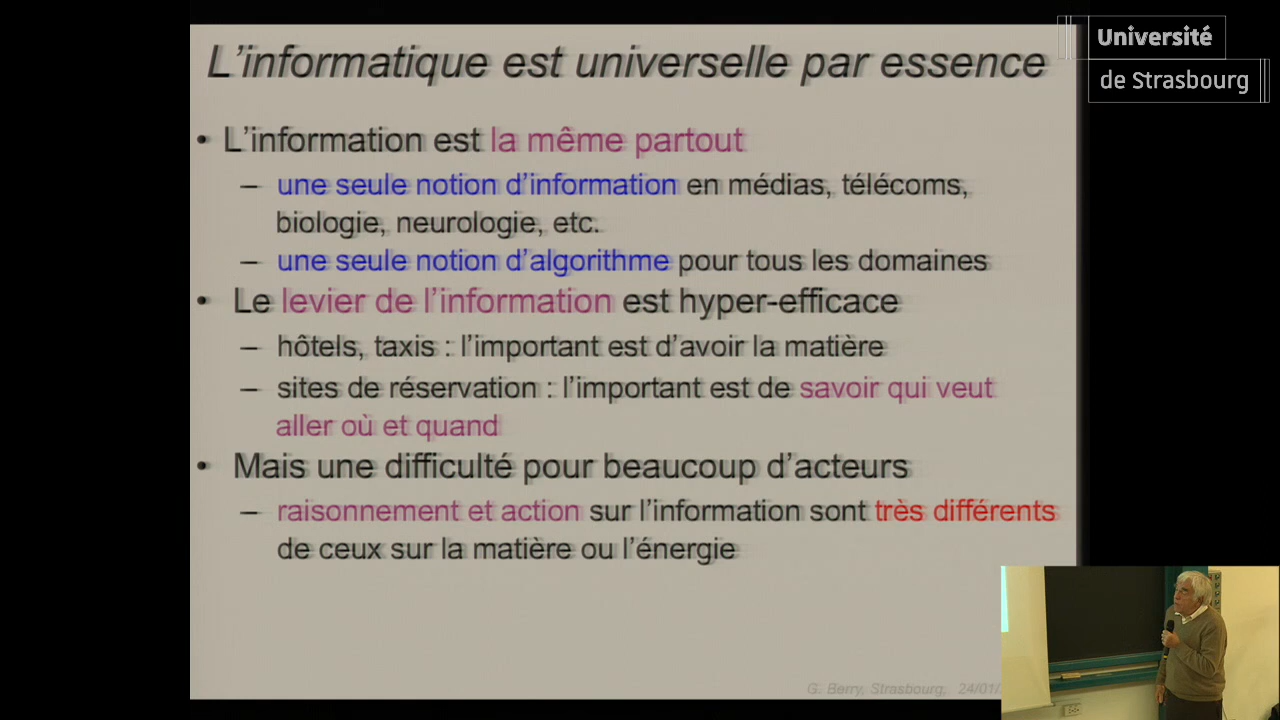 L'informatique est universelle par essence
Université
de Strasbourg
• L'information est la même partout
– une seule notion d'information en médias, télécoms,
biologie, neurologie, etc.
– une seule notion d'algorithme pour tous les domaines
• Le levier de l'information est hyper-efficace
– hôtels, taxis : l'important est d'avoir la matière
– sites de réservation : l'important est de savoir qui veut
aller où et quand
• Mais une difficulté pour beaucoup d'acteurs
– raisonnement et action sur l'information sont très différents
de ceux sur la matière ou l'énergie
G. Berry, Strasbourg, 24/01/